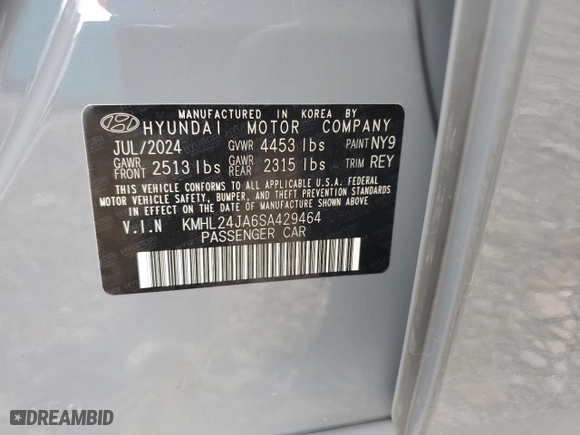 MANUFACTURED IN KOREA BY
HYUNDAI MOTOR COMPANY
JUL/2024 GVWR 4453 lbs PAINT NY9
GAWR FRONT 2513 lbs GAWR REAR 2315 lbs TRIM REY
THIS VEHICLE CONFORMS TO ALL APPLICABLE U.S.A. FEDERAL
MOTOR VEHICLE SAFETY, BUMPER, AND THEFT PREVENTION STANDARDS
IN EFFECT ON THE DATE OF MANUFACTURE SHOWN ABOVE.
V.I.N KMHL24JA6SA429464
PASSENGER CAR
DREAMBID